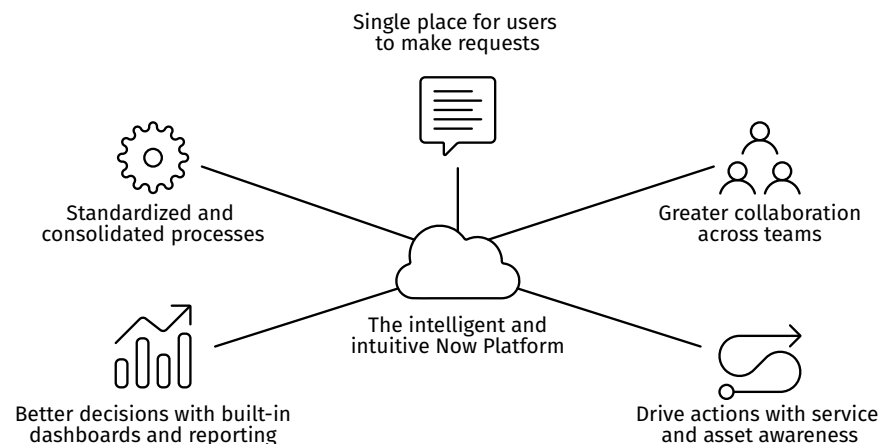 Single place for users
to make requests
Standardized and
consolidated processes
Greater collaboration
across teams
The intelligent and
intuitive Now Platform
Better decisions with built-in
dashboards and reporting
Drive actions with service
and asset awareness